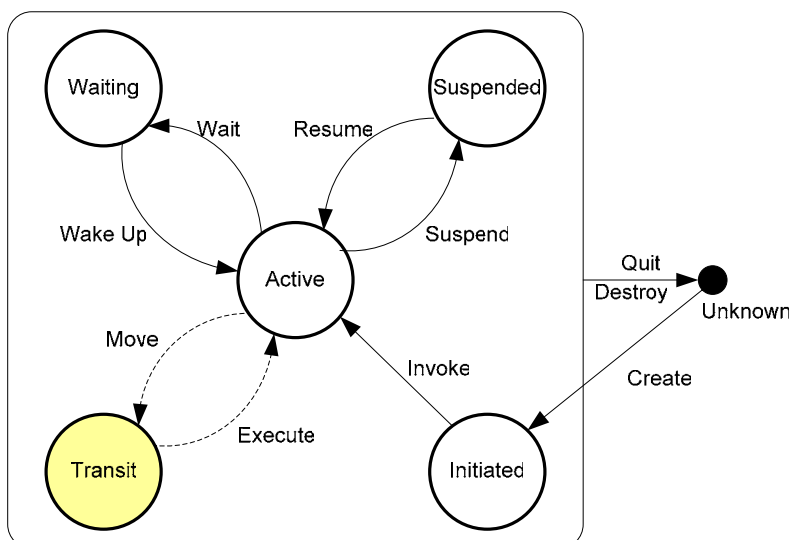 Waiting
Suspended
Wait
Resume
Wake Up
Suspend
Active
Quit
Destroy
Unknown
Move
Invoke
Create
Execute
Transit
Initiated